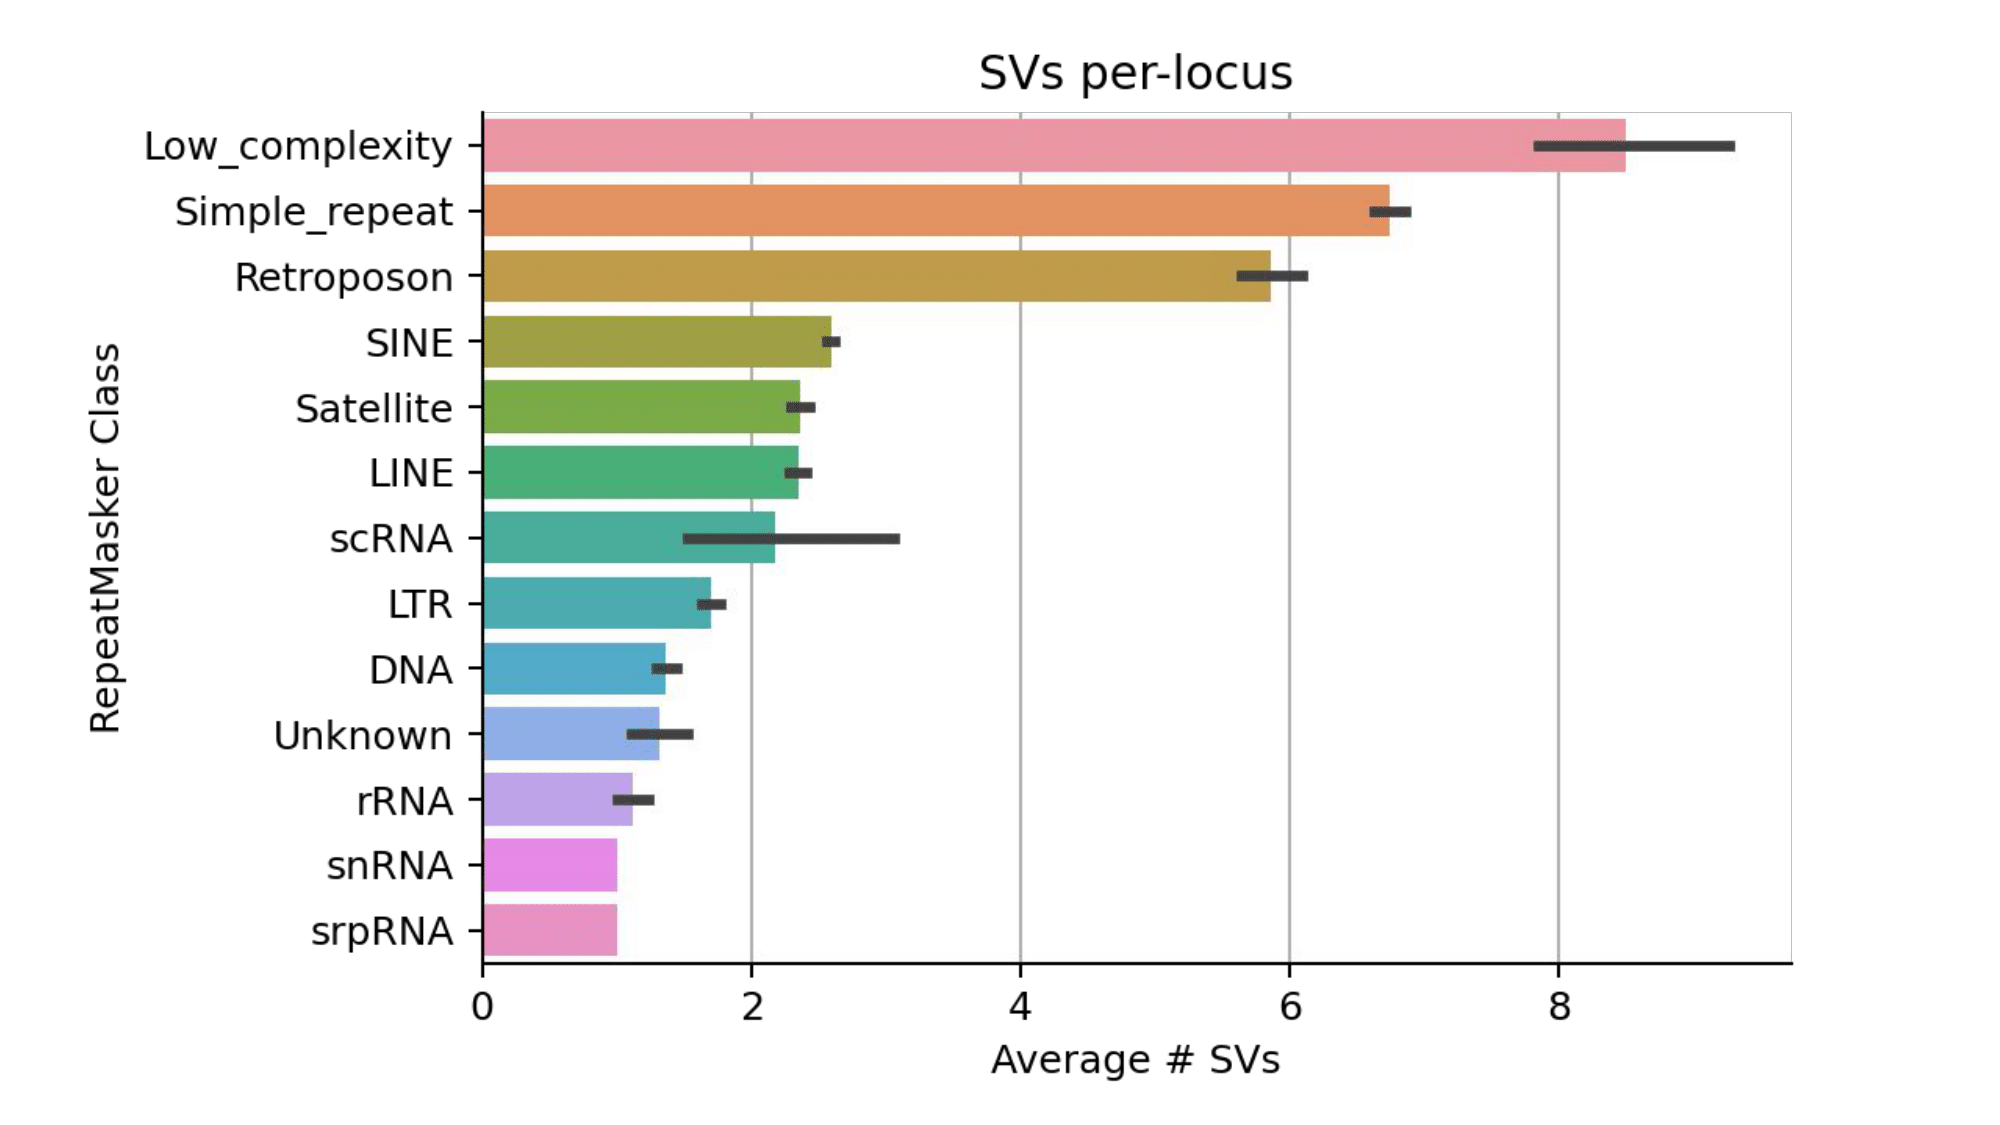 SVs per-locus
Low_complexity
Simple_repeat
Retroposon
SINE
Satellite
LINE
scRNA
LTR
DNA
Unknown
rRNA
snRNA
srpRNA
RepeatMasker Class
0 2 4 6 8
Average # SVs